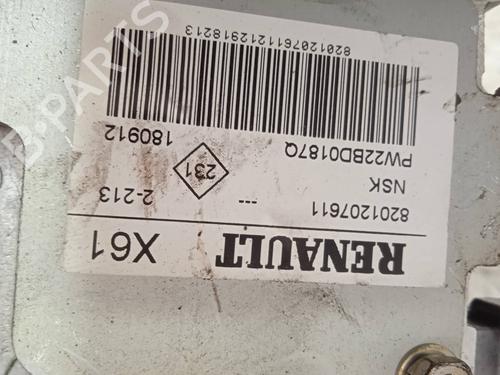 RENAULT X61
8201207611 --- 2-213
NSK
231
PW22BD0187Q 180912
8201207611212918213
B-PARTS